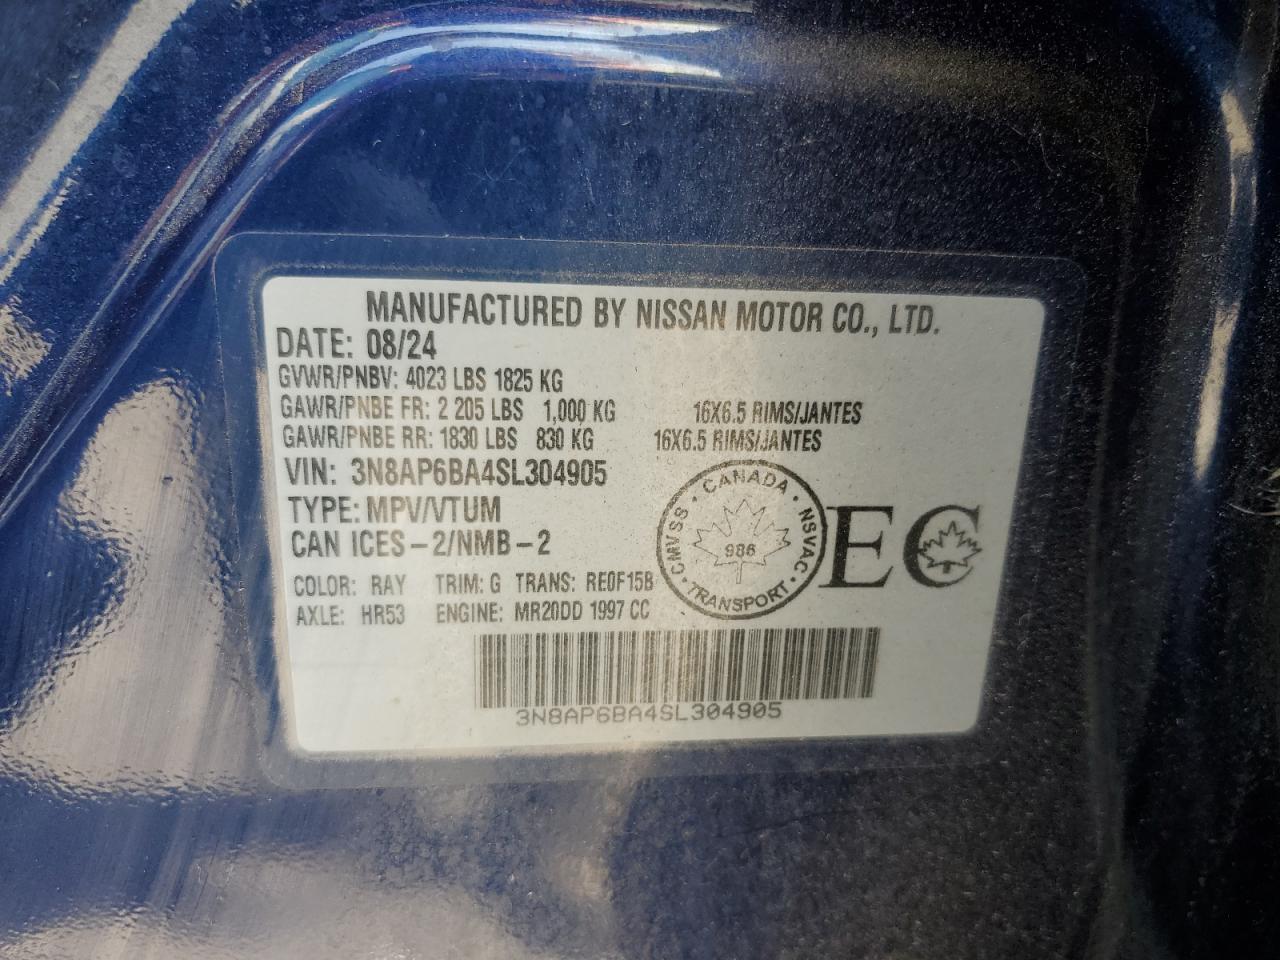 MANUFACTURED BY NISSAN MOTOR CO., LTD.
DATE: 08/24
GVWR/PNBV: 4023 LBS 1825 KG
GAWR/PNBE FR: 2 205 LBS 1,000 KG 16X6.5 RIMS/JANTES
GAWR/PNBE RR: 1830 LBS 830 KG 16X6.5 RIMS/JANTES
VIN: 3N8AP6BA4SL304905
TYPE: MPV/VTUM
CAN ICES-2/NMB-2
CANADA · NSVAC · TRANSPORT · CMVSS
986
EC
COLOR: RAY TRIM: G TRANS: RE0F15B
AXLE: HR53 ENGINE: MR20DD 1997 CC
3N8AP6BA4SL304905